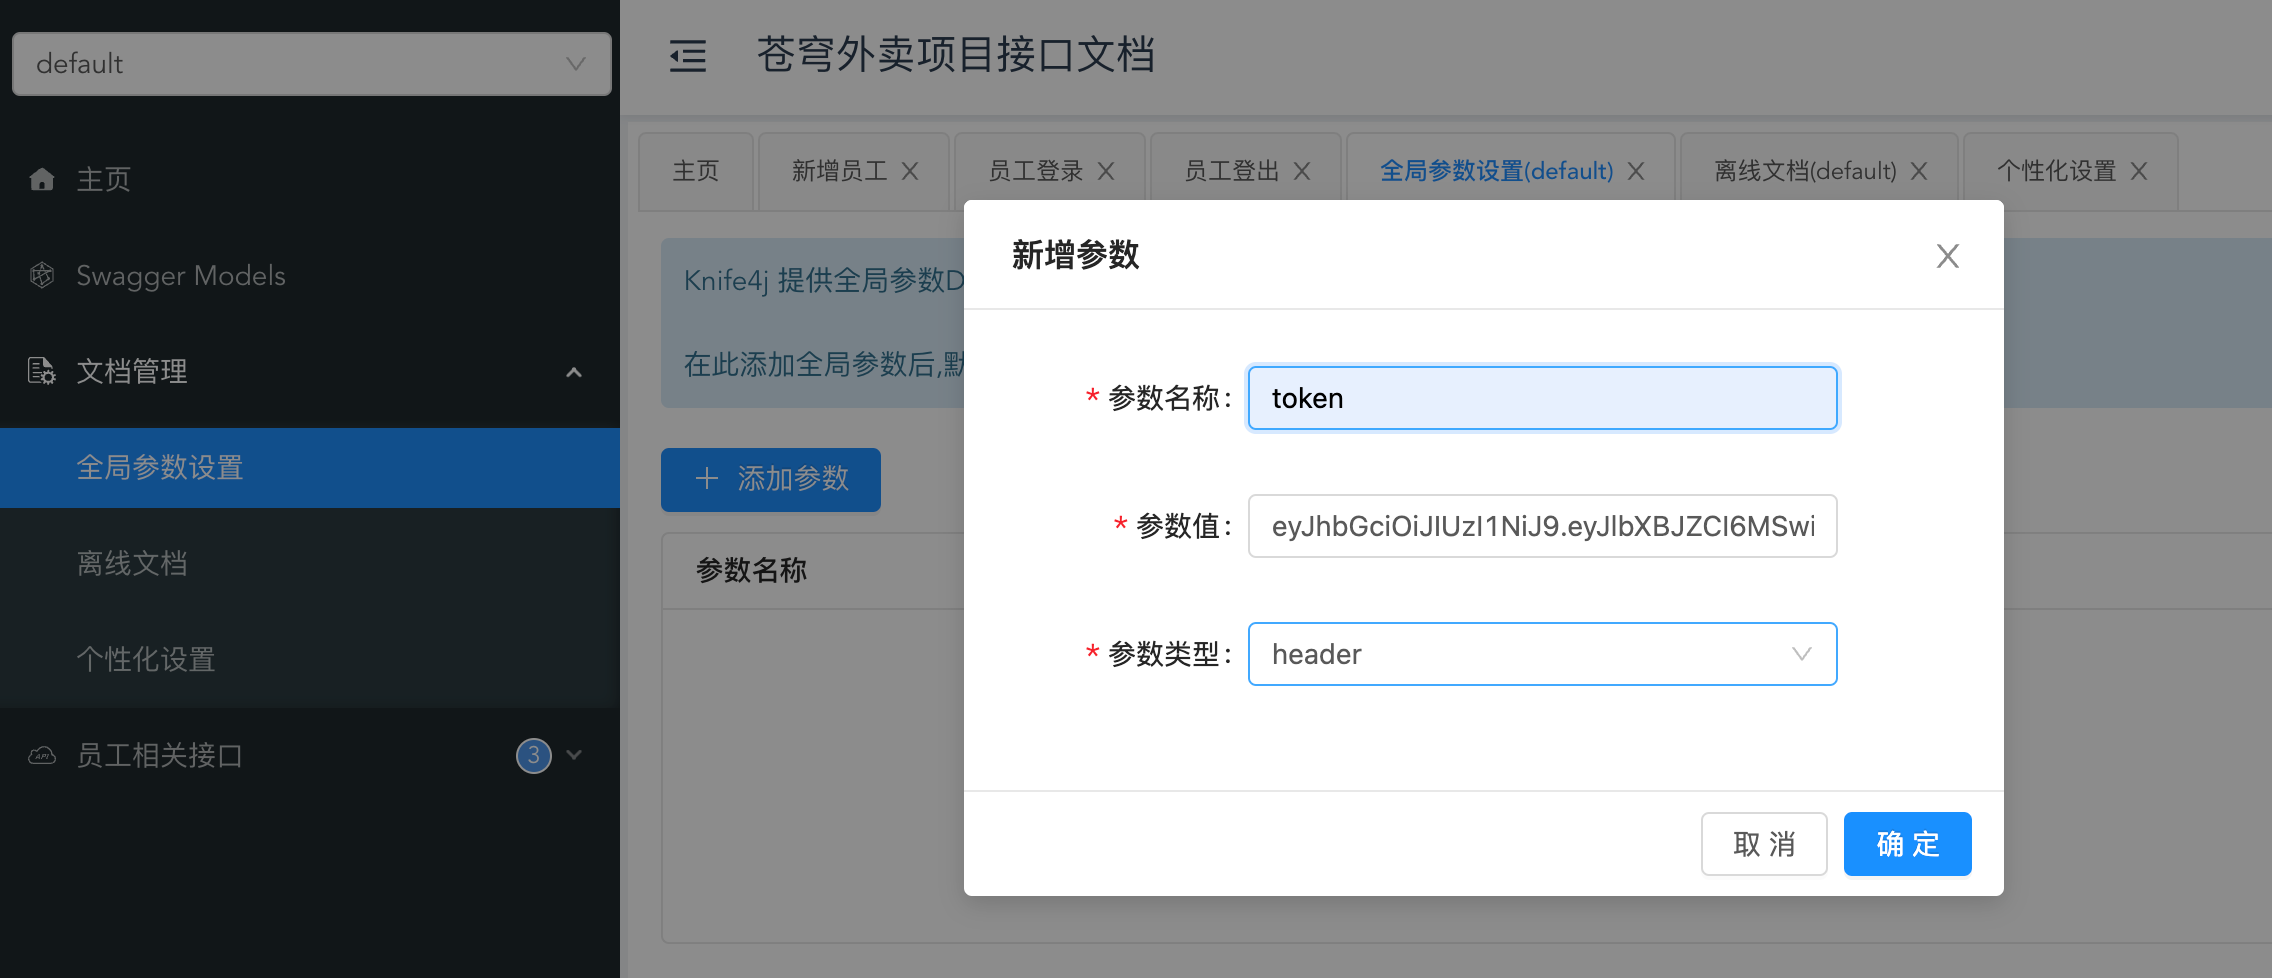 default
主页
Swagger Models
文档管理
全局参数设置
离线文档
个性化设置
员工相关接口
3
苍穹外卖项目接口文档
主页
新增员工
员工登录
员工登出
全局参数设置(default)
离线文档(default)
个性化设置
Knife4j 提供全局参数D
在此添加全局参数后,默
添加参数
参数名称
新增参数
* 参数名称: token
* 参数值: eyJhbGciOiJIUzI1NiJ9.eyJlbXBJZCI6MSwi
* 参数类型: header
取 消
确 定